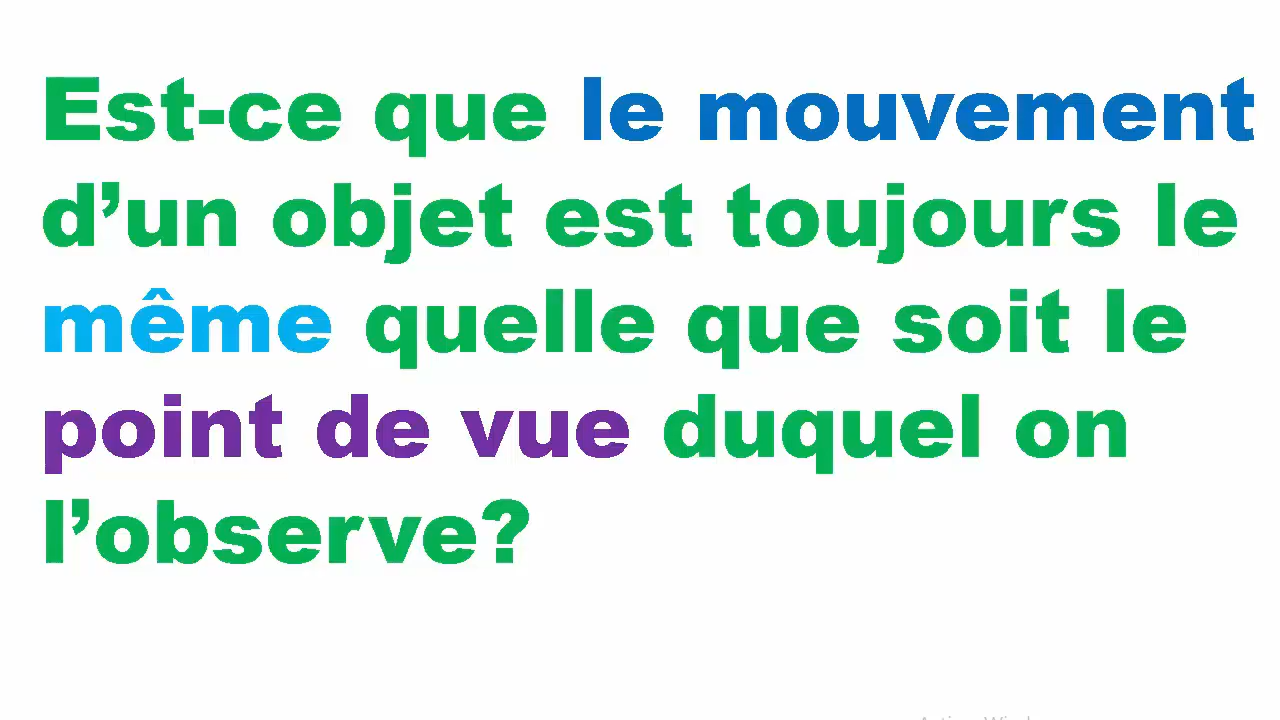 Est-ce que le mouvement
d’un objet est toujours le
même quelle que soit le
point de vue duquel on
l’observe?